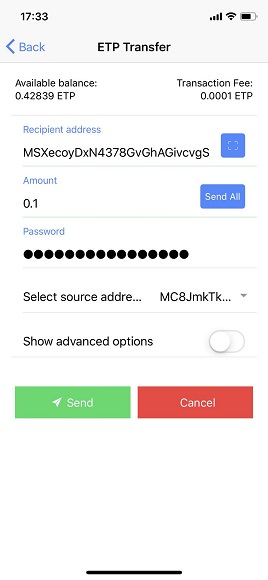 17:33
Back
ETP Transfer
Available balance:
Transaction Fee:
0.42839 ETP
0.0001 ETP
Recipient address
MSXecoyDxN4378GvGhAGivcvgS
Amount
0.1
Send All
Password
Select source addre...
MC8JmkTk...
Show advanced options
Send
Cancel